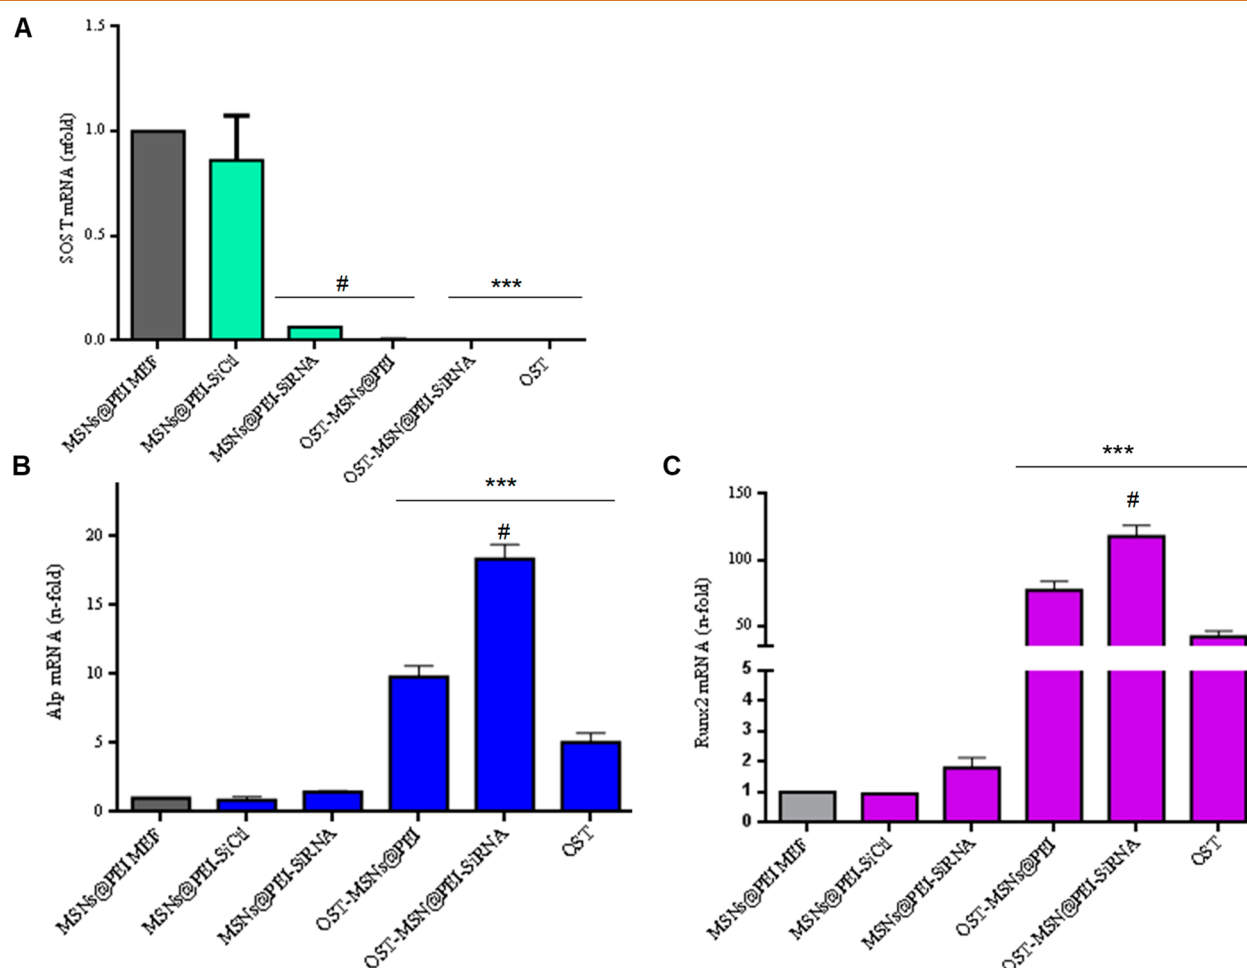 A
1.5
1.0
0.5
0.0
SOST mRNA (nfold)
#
***
MSNs@PEI MEF
MSNs@PEI-SiCtl
MSNs@PEI-SiRNA
OST-MSNs@PEI
OST-MSN@PEI-SiRNA
OST
B
20
15
10
5
0
Alp mRNA (n-fold)
***
#
MSNs@PEI MEF
MSNs@PEI-SiCtl
MSNs@PEI-SiRNA
OST-MSNs@PEI
OST-MSN@PEI-SiRNA
OST
C
150
100
50
5
4
3
2
1
0
Runx2 mRNA (n-fold)
***
#
MSNs@PEI MEF
MSNs@PEI-SiCtl
MSNs@PEI-SiRNA
OST-MSNs@PEI
OST-MSN@PEI-SiRNA
OST